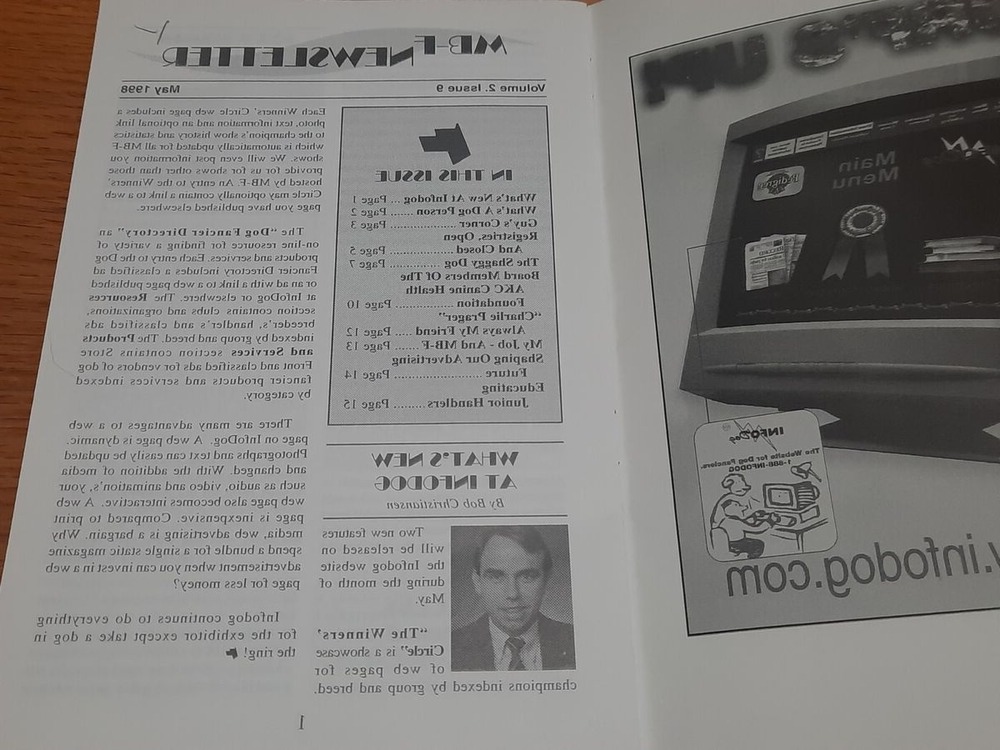 UP!
Main
Menu
INFODog
The Website for Dog Fanciers.
1-888-INFODOG
.infodog.com
MB-F NEWSLETTER
Volume 2. Issue 9
May 1998
IN THIS ISSUE
What's New At Infodog ... Page 1
What's A Dog Person ....... Page 2
Guy's Corner ................... Page 3
Registries, Open
And Closed ................... Page 5
The Shaggy Dog .............. Page 7
Board Members Of The
AKC Canine Health
Foundation ................. Page 10
"Charlie Prager"
Always My Friend ..... Page 12
My Job - And MB-F ....... Page 13
Shaping Our Advertising
Future ......................... Page 14
Educating
Junior Handlers ......... Page 15
WHAT'S NEW
AT INFODOG
By Bob Christiansen
Two new features
will be released on
the Infodog website
during the month of
May.
"The Winners'
Circle" is a showcase
of web pages for
champions indexed by group and breed.
Each Winners' Circle web page includes a
photo, text information and an optional link
to the champion's show history and statistics
which is automatically updated for all MB-F
shows. We will even post information you
provide for us for shows other than those
hosted by MB-F. An entry to the Winners'
Circle may optionally contain a link to a web
page you have published elsewhere.
The "Dog Fancier Directory" an
on-line resource for finding a variety of
products and services. Each entry to the Dog
Fancier Directory includes a classified ad
or an ad with a link to a web page published
at InfoDog or elsewhere. The Resources
section contains clubs and organizations,
breeder's, handler's and classified ads
indexed by group and breed. The Products
and Services section contains Store
Front and classified ads for vendors of dog
fancier products and services indexed
by category.
There are many advantages to a web
page on InfoDog. A web page is dynamic.
Photographs and text can easily be updated
and changed. With the addition of media
such as audio, video and animation's, your
web page also becomes interactive. A web
page is inexpensive. Compared to print
media, web advertising is a bargain. Why
spend a bundle for a single static magazine
advertisement when you can invest in a web
page for less money?
Infodog continues to do everything
for the exhibitor except take a dog in
the ring!
1